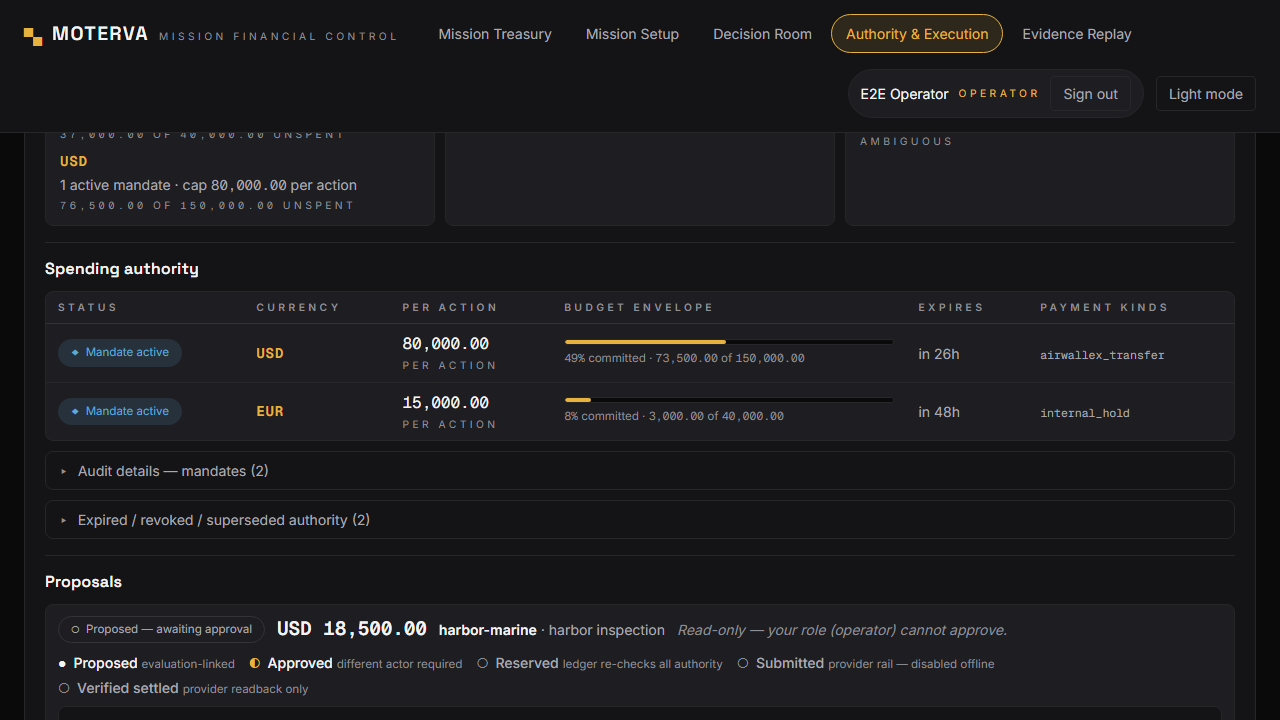 MOTERVA MISSION FINANCIAL CONTROL
Mission Treasury
Mission Setup
Decision Room
Authority & Execution
Evidence Replay
E2E Operator OPERATOR
Sign out
Light mode
37,000.00 OF 40,000.00 UNSPENT
AMBIGUOUS
USD
1 active mandate · cap 80,000.00 per action
76,500.00 OF 150,000.00 UNSPENT
Spending authority
STATUS CURRENCY PER ACTION BUDGET ENVELOPE EXPIRES PAYMENT KINDS
Mandate active
USD
80,000.00
PER ACTION
49% committed · 73,500.00 of 150,000.00
in 26h
airwallex_transfer
Mandate active
EUR
15,000.00
PER ACTION
8% committed · 3,000.00 of 40,000.00
in 48h
internal_hold
Audit details — mandates (2)
Expired / revoked / superseded authority (2)
Proposals
Proposed — awaiting approval USD 18,500.00 harbor-marine · harbor inspection Read-only — your role (operator) cannot approve.
Proposed evaluation-linked Approved different actor required Reserved ledger re-checks all authority Submitted provider rail — disabled offline
Verified settled provider readback only